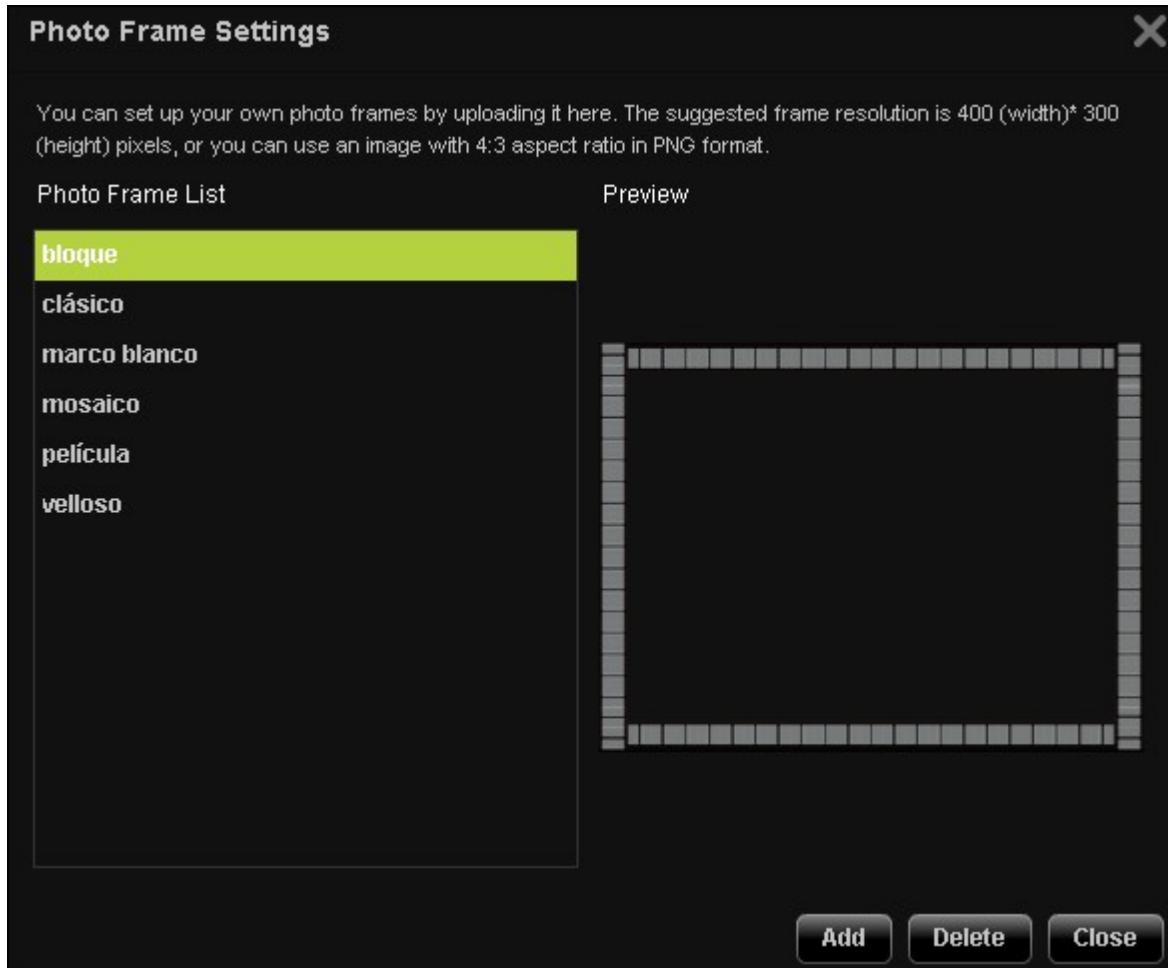 Photo Frame Settings
You can set up your own photo frames by uploading it here. The suggested frame resolution is 400 (width)* 300
(height) pixels, or you can use an image with 4:3 aspect ratio in PNG format.
Photo Frame List
Preview
bloque
clásico
marco blanco
mosaico
película
velloso
Add
Delete
Close